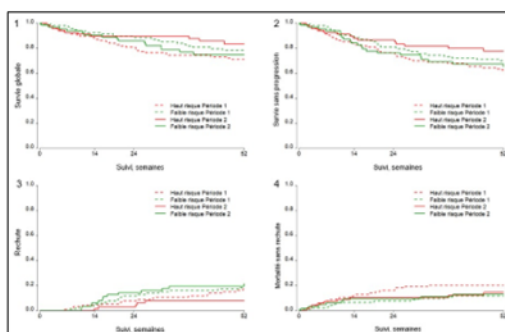 1
Survie globale
1.0
0.8
0.6
0.4
0.2
0.0
Haut risque Période 1
Faible risque Période 1
Haut risque Période 2
Faible risque Période 2
0 14 24 52
Suivi, semaines
2
Survie sans progression
1.0
0.8
0.6
0.4
0.2
0.0
Haut risque Période 1
Faible risque Période 1
Haut risque Période 2
Faible risque Période 2
0 14 24 52
Suivi, semaines
3
Rechute
1.0
0.8
0.6
0.4
0.2
0.0
Haut risque Période 1
Faible risque Période 1
Haut risque Période 2
Faible risque Période 2
0 14 24 52
Suivi, semaines
4
Mortalité sans rechute
1.0
0.8
0.6
0.4
0.2
0.0
Haut risque Période 1
Faible risque Période 1
Haut risque Période 2
Faible risque Période 2
0 14 24 52
Suivi, semaines